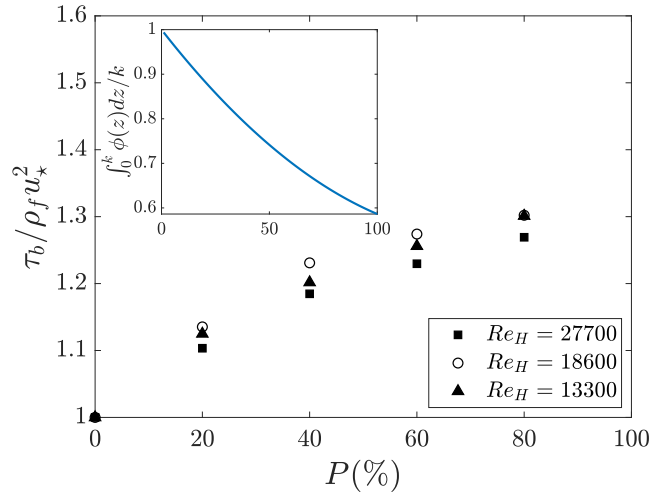 1.6
1.5
1.4
1.3
1.2
1.1
1
τ_b/ρ_f u_⋆^2
1
0.9
0.8
0.7
0.6
∫_0^k ϕ(z)dz/k
0 50 100
Re_H = 27700
Re_H = 18600
Re_H = 13300
0 20 40 60 80 100
P(%)